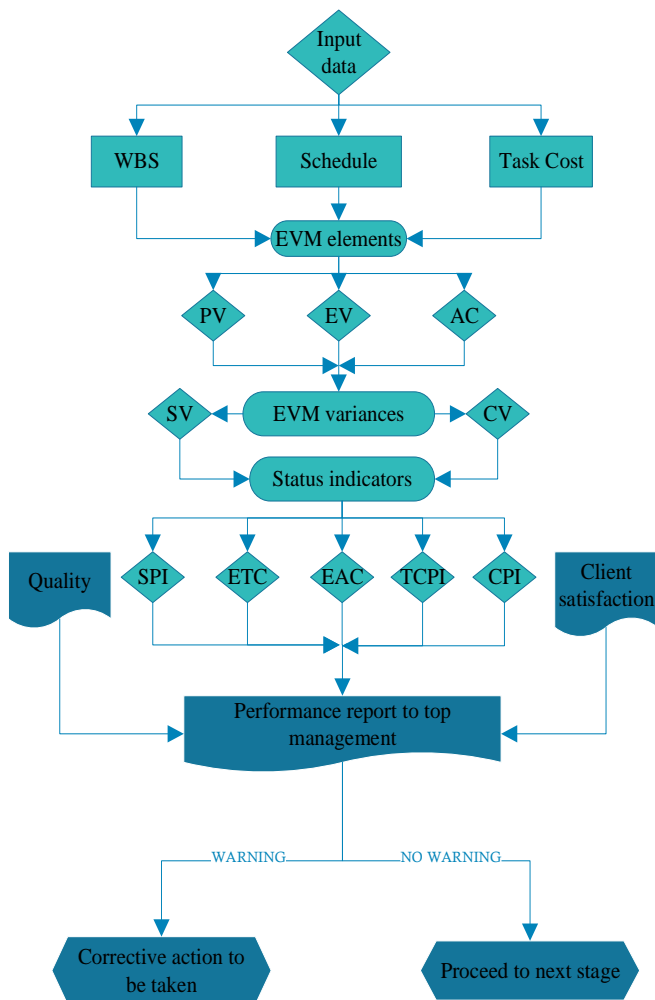 Input
data
WBS
Schedule
Task Cost
EVM elements
PV
EV
AC
SV
EVM variances
CV
Status indicators
SPI
ETC
EAC
TCPI
CPI
Quality
Client
satisfaction
Performance report to top
management
WARNING
NO WARNING
Corrective action to
be taken
Proceed to next stage